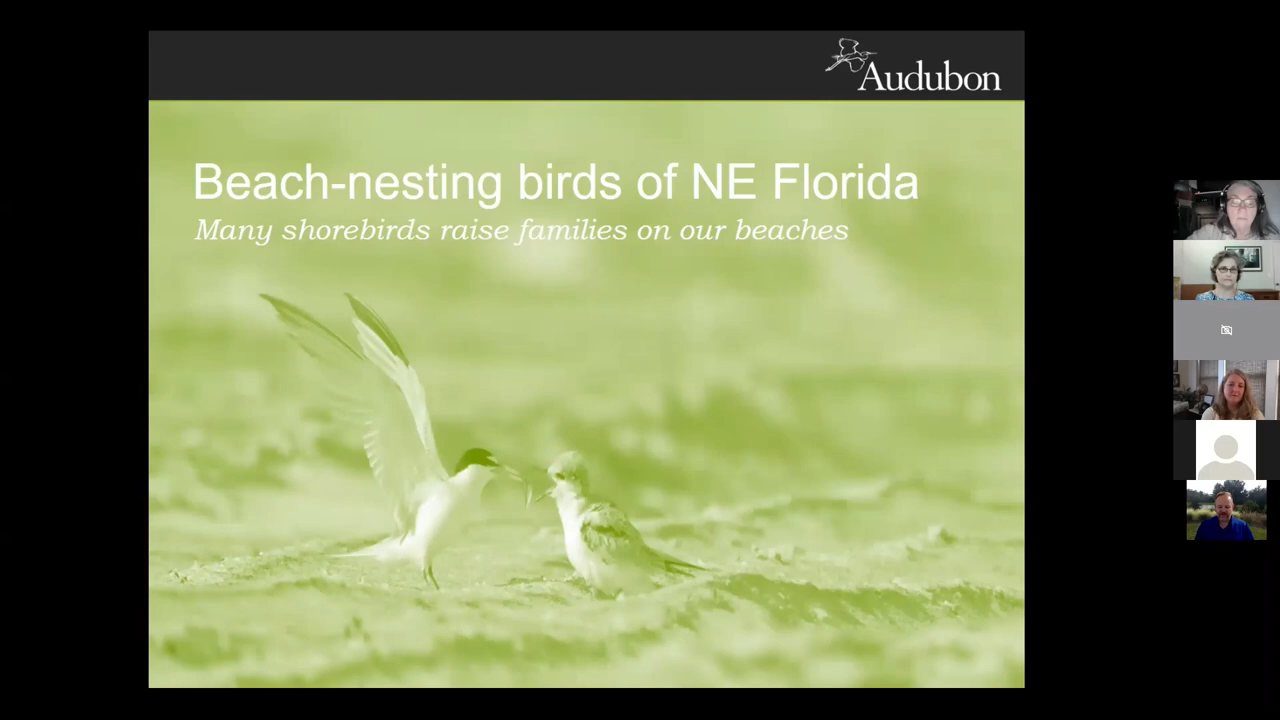 Audubon
Beach-nesting birds of NE Florida
Many shorebirds raise families on our beaches